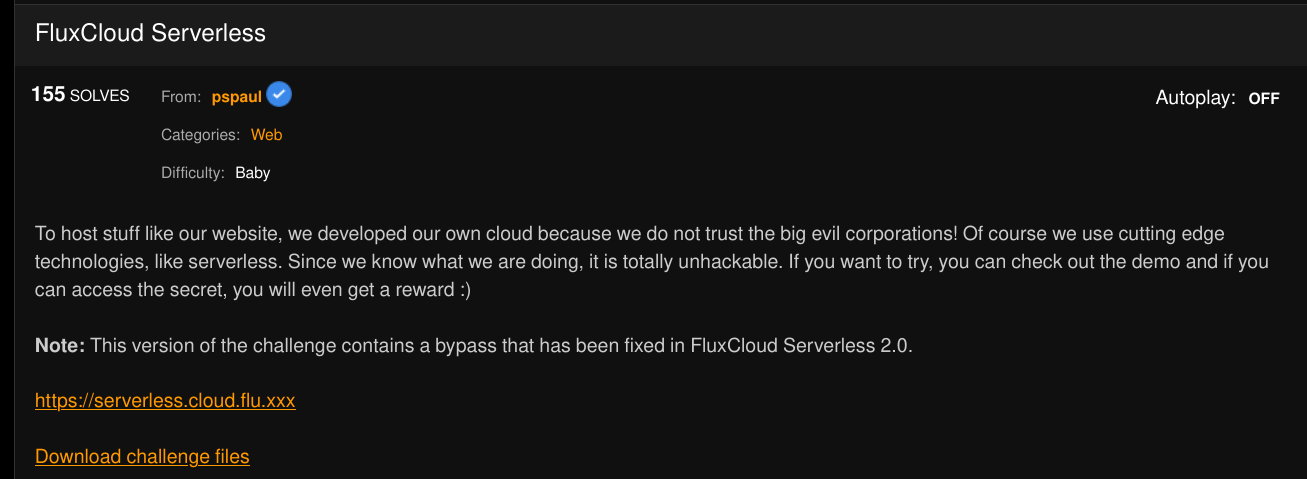 FluxCloud Serverless
155 SOLVES
From: pspaul
Autoplay: OFF
Categories: Web
Difficulty: Baby
To host stuff like our website, we developed our own cloud because we do not trust the big evil corporations! Of course we use cutting edge
technologies, like serverless. Since we know what we are doing, it is totally unhackable. If you want to try, you can check out the demo and if you
can access the secret, you will even get a reward :)
Note: This version of the challenge contains a bypass that has been fixed in FluxCloud Serverless 2.0.
https://serverless.cloud.flu.xxx
Download challenge files